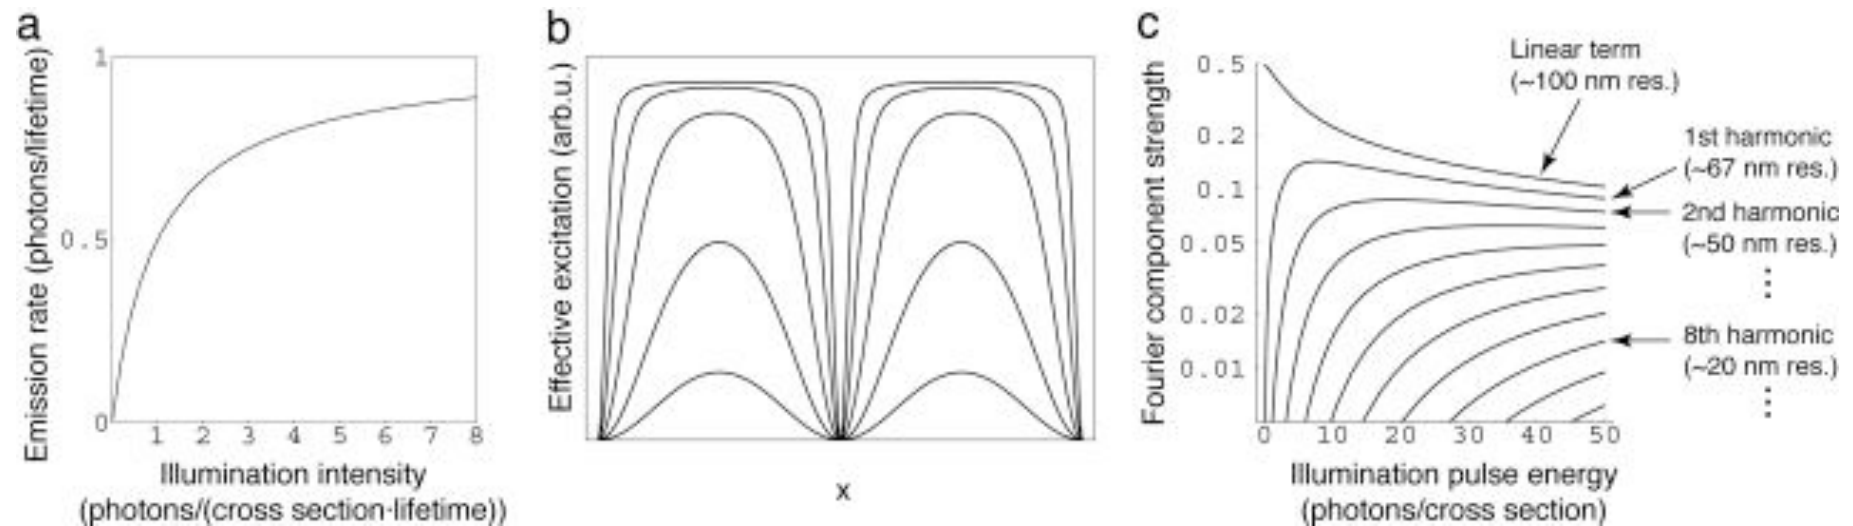 a
Emission rate (photons/lifetime)
1
0.5
0
1 2 3 4 5 6 7 8
Illumination intensity
(photons/(cross section·lifetime))
b
Effective excitation (arb.u.)
x
c
Fourier component strength
0.5
0.2
0.1
0.05
0.02
0.01
0 10 20 30 40 50
Illumination pulse energy
(photons/cross section)
Linear term
(~100 nm res.)
1st harmonic
(~67 nm res.)
2nd harmonic
(~50 nm res.)
⋮
8th harmonic
(~20 nm res.)
⋮